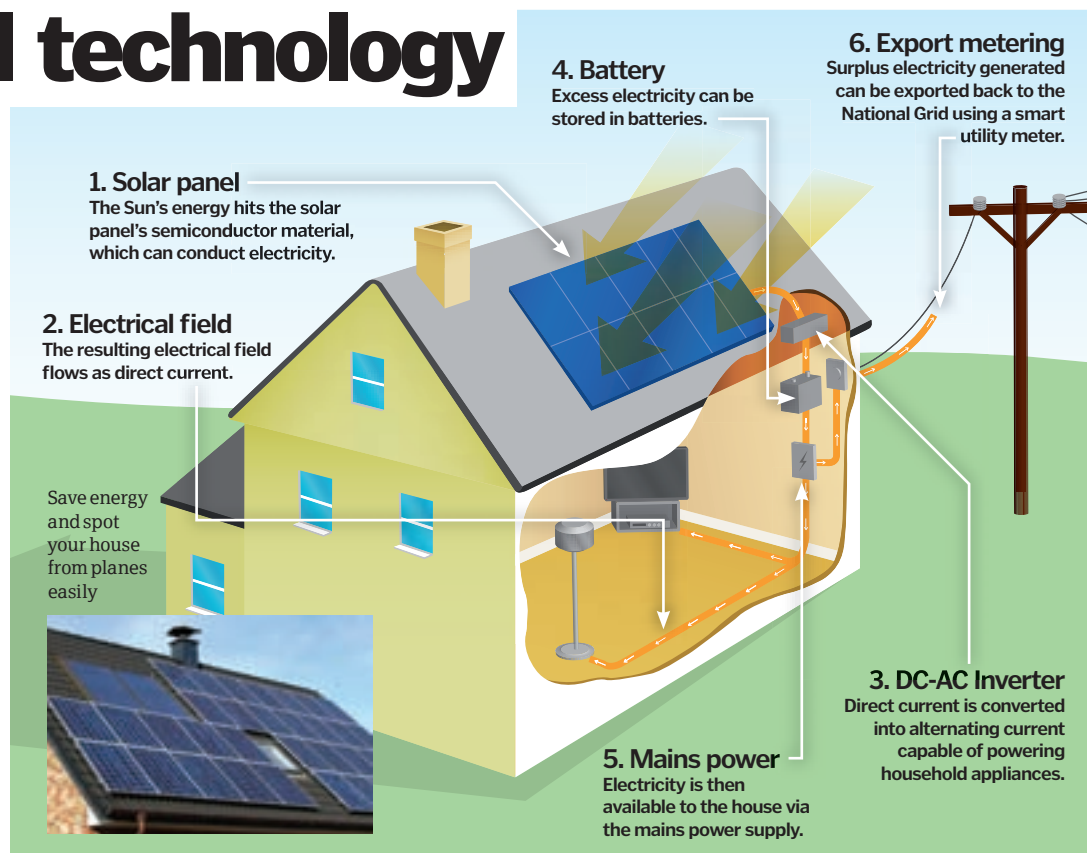 technology
1. Solar panel
The Sun's energy hits the solar
panel's semiconductor material,
which can conduct electricity.
2. Electrical field
The resulting electrical field
flows as direct current.
4. Battery
Excess electricity can be
stored in batteries.
6. Export metering
Surplus electricity generated
can be exported back to the
National Grid using a smart
utility meter.
Save energy
and spot
your house
from planes
easily
3. DC-AC Inverter
Direct current is converted
into alternating current
capable of powering
household appliances.
5. Mains power
Electricity is then
available to the house via
the mains power supply.